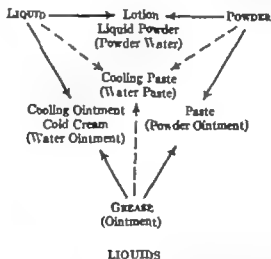 LIQUID Lotion POWDER
Liquid Powder
(Powder Water)
Cooling Paste
(Water Paste)
Cooling Ointment Paste
Cold Cream (Powder Ointment)
(Water Ointment)
GREASE
(Ointment)
LIQUIDS